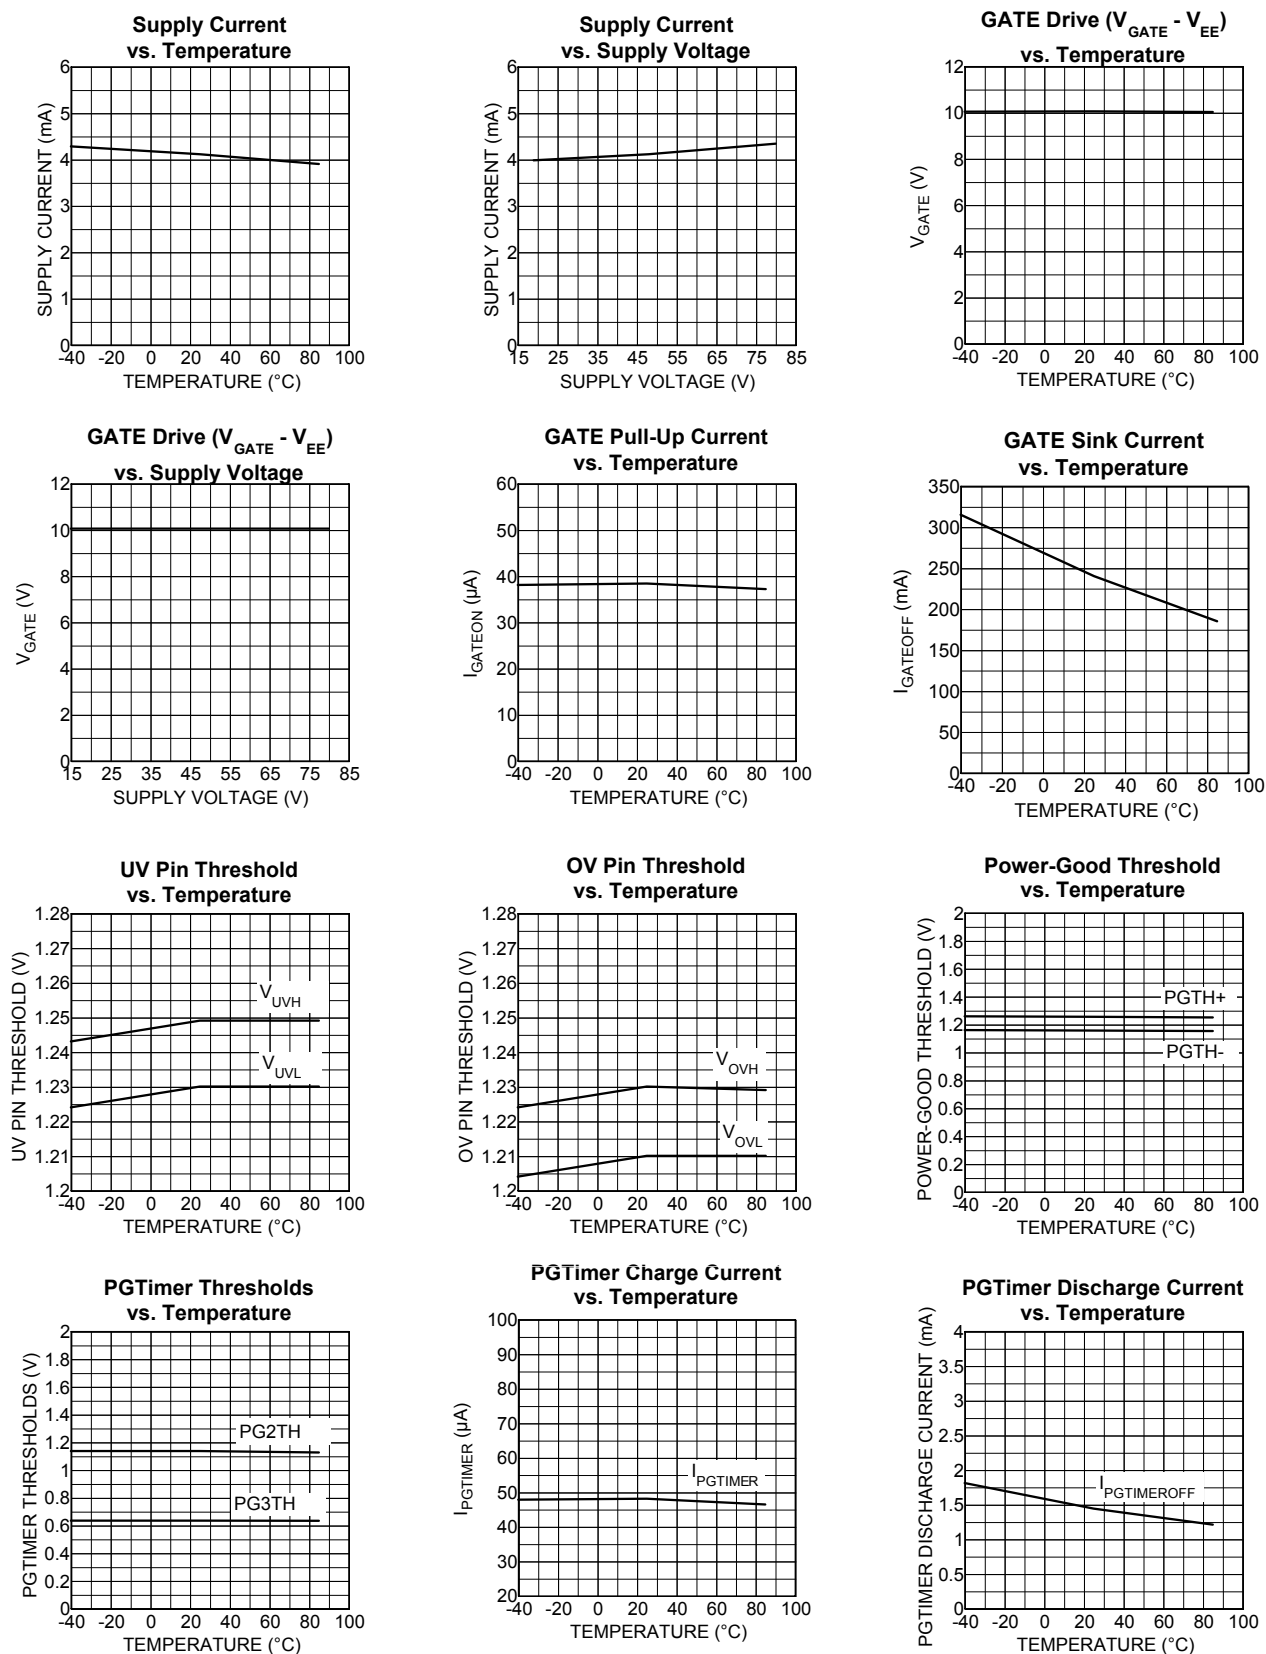 Supply Current
vs. Temperature
SUPPLY CURRENT (mA)
6
5
4
3
2
1
0
-40 -20 0 20 40 60 80 100
TEMPERATURE (°C)
Supply Current
vs. Supply Voltage
SUPPLY CURRENT (mA)
6
5
4
3
2
1
0
15 25 35 45 55 65 75 85
SUPPLY VOLTAGE (V)
GATE Drive (VGATE - VEE)
vs. Temperature
VGATE (V)
12
10
8
6
4
2
0
-40 -20 0 20 40 60 80 100
TEMPERATURE (°C)
GATE Drive (VGATE - VEE)
vs. Supply Voltage
VGATE (V)
12
10
8
6
4
2
0
15 25 35 45 55 65 75 85
SUPPLY VOLTAGE (V)
GATE Pull-Up Current
vs. Temperature
IGATEON (µA)
60
50
40
30
20
10
0
-40 -20 0 20 40 60 80 100
TEMPERATURE (°C)
GATE Sink Current
vs. Temperature
IGATEOFF (mA)
350
300
250
200
150
100
50
0
-40 -20 0 20 40 60 80 100
TEMPERATURE (°C)
UV Pin Threshold
vs. Temperature
UV PIN THRESHOLD (V)
1.28
1.27
1.26
1.25
1.24
1.23
1.22
1.21
1.2
VUVH
VUVL
-40 -20 0 20 40 60 80 100
TEMPERATURE (°C)
OV Pin Threshold
vs. Temperature
OV PIN THRESHOLD (V)
1.28
1.27
1.26
1.25
1.24
1.23
1.22
1.21
1.2
VOVH
VOVL
-40 -20 0 20 40 60 80 100
TEMPERATURE (°C)
Power-Good Threshold
vs. Temperature
POWER-GOOD THRESHOLD (V)
2
1.8
1.6
1.4
1.2
1
0.8
0.6
0.4
0.2
0
PGTH+
PGTH-
-40 -20 0 20 40 60 80 100
TEMPERATURE (°C)
PGTimer Thresholds
vs. Temperature
PGTIMER THRESHOLDS (V)
2
1.8
1.6
1.4
1.2
1
0.8
0.6
0.4
0.2
0
PG2TH
PG3TH
-40 -20 0 20 40 60 80 100
TEMPERATURE (°C)
PGTimer Charge Current
vs. Temperature
IPGTIMER (µA)
100
90
80
70
60
50
40
30
20
IPGTIMER
-40 -20 0 20 40 60 80 100
TEMPERATURE (°C)
PGTimer Discharge Current
vs. Temperature
PGTIMER DISCHARGE CURRENT (mA)
4
3.5
3
2.5
2
1.5
1
0.5
0
IPGTIMEROFF
-40 -20 0 20 40 60 80 100
TEMPERATURE (°C)